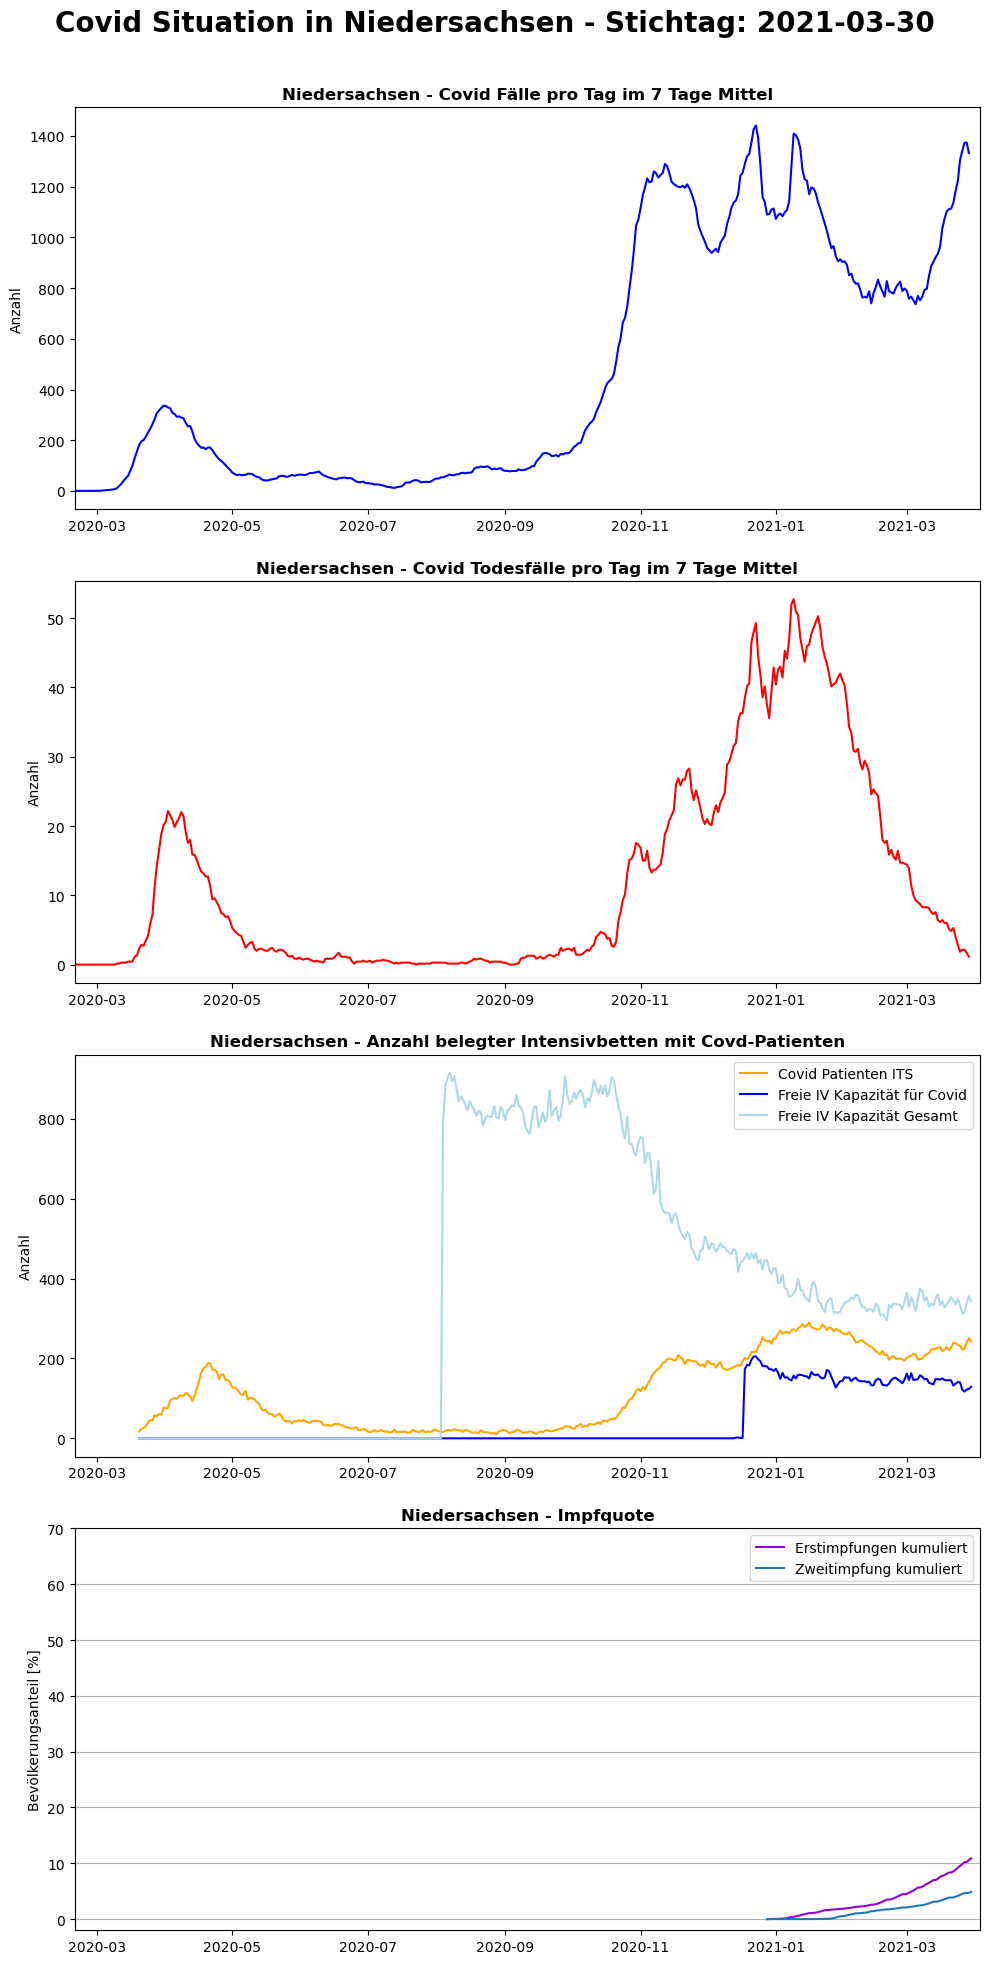 Covid Situation in Niedersachsen - Stichtag: 2021-03-30
Niedersachsen - Covid Fälle pro Tag im 7 Tage Mittel
1400
1200
1000
800
600
400
200
0
Anzahl
2020-03 2020-05 2020-07 2020-09 2020-11 2021-01 2021-03
Niedersachsen - Covid Todesfälle pro Tag im 7 Tage Mittel
50
40
30
20
10
0
Anzahl
2020-03 2020-05 2020-07 2020-09 2020-11 2021-01 2021-03
Niedersachsen - Anzahl belegter Intensivbetten mit Covd-Patienten
Covid Patienten ITS
Freie IV Kapazität für Covid
Freie IV Kapazität Gesamt
800
600
400
200
0
Anzahl
2020-03 2020-05 2020-07 2020-09 2020-11 2021-01 2021-03
Niedersachsen - Impfquote
Erstimpfungen kumuliert
Zweitimpfung kumuliert
70
60
50
40
30
20
10
0
Bevölkerungsanteil [%]
2020-03 2020-05 2020-07 2020-09 2020-11 2021-01 2021-03